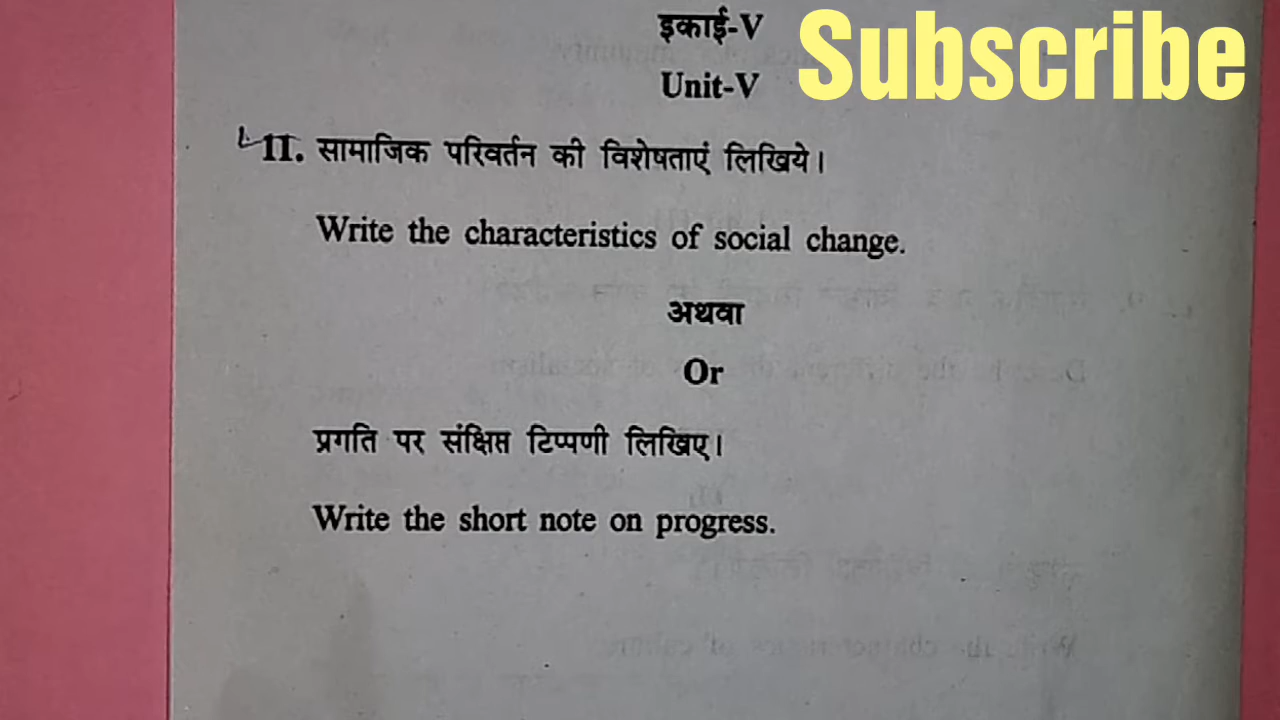 इकाई-V
Subscribe
Unit-V
11. सामाजिक परिवर्तन की विशेषताएं लिखिये।
Write the characteristics of social change.
अथवा
Or
प्रगति पर संक्षिप्त टिप्पणी लिखिए।
Write the short note on progress.